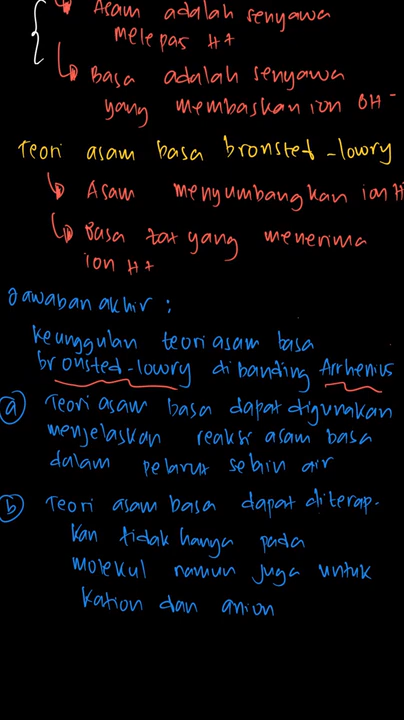 Asam adalah senyawa
melepas H+
Basa adalah senyawa
yang membaskan ion OH-
Teori asam basa bronsted-lowry
Asam menyumbangkan ion H
Basa zat yang menerima
ion H+
Jawaban akhir :
Keunggulan teori asam basa
bronsted-lowry dibanding Arrhenius
a Teori asam basa dapat digunakan
menjelaskan reaksi asam basa
dalam pelarut selain air
b Teori asam basa dapat diterap-
kan tidak hanya pada
molekul namun juga untuk
kation dan anion